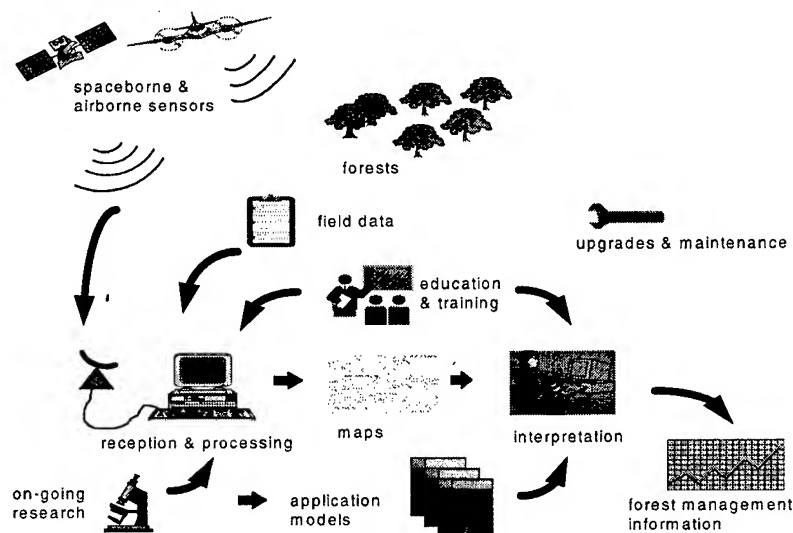 spaceborne &
airborne sensors
forests
field data
upgrades & maintenance
education
& training
reception & processing
maps
interpretation
on-going
research
application
models
forest management
information